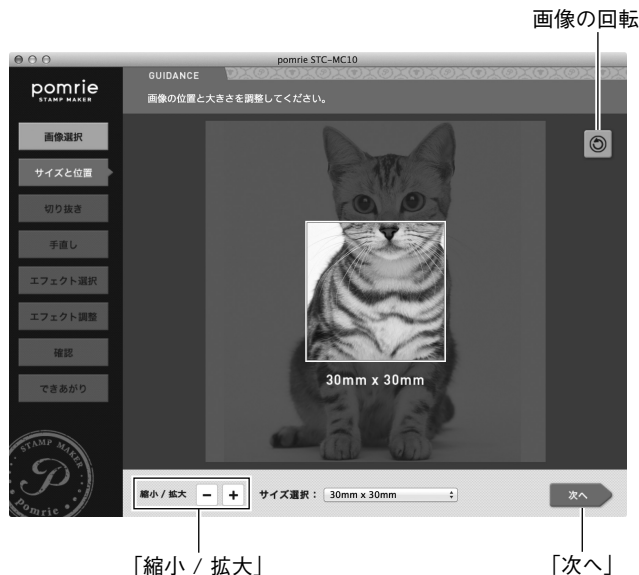 画像の回転
pomrie STC-MC10
pomrie
STAMP MAKER
GUIDANCE
画像の位置と大きさを調整してください。
画像選択
サイズと位置
切り抜き
手直し
エフェクト選択
エフェクト調整
確認
できあがり
30mm x 30mm
STAMP MAKER
P
pomrie
縮小 / 拡大
－ ＋
サイズ選択： 30mm x 30mm
次へ
「縮小 / 拡大」
「次へ」